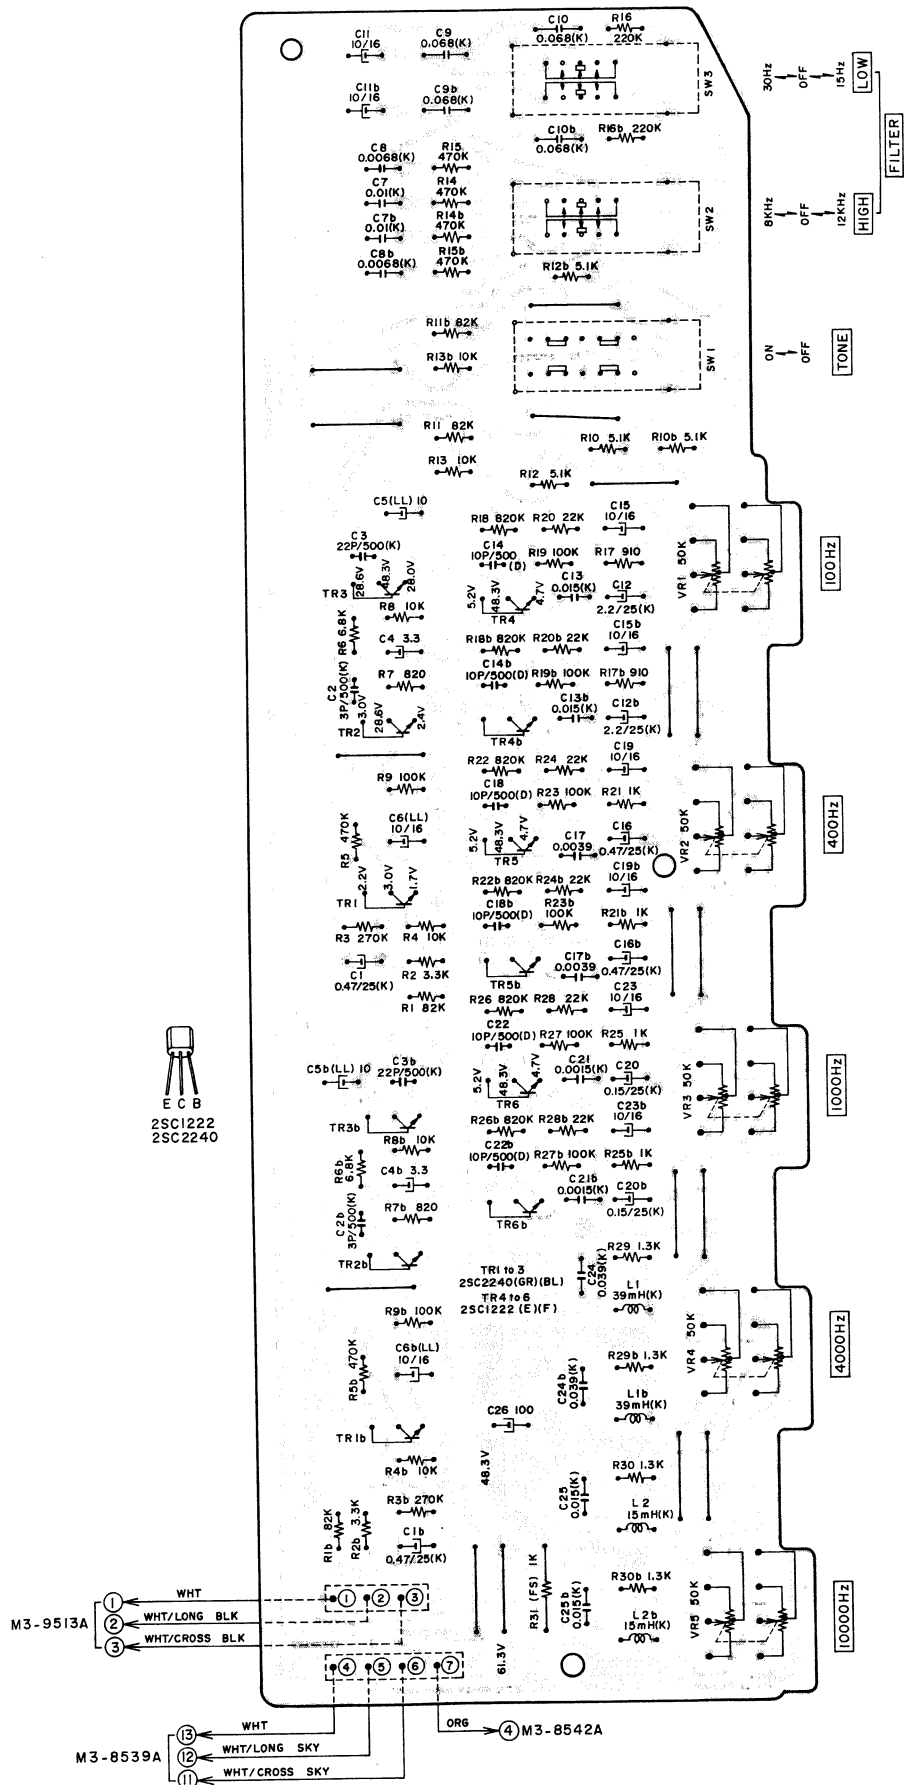 C11
10/16
C9
0.068(K)
C10
0.068(K)
R16
220K
SW3
30Hz
OFF
15Hz
LOW
C11b
10/16
C9b
0.068(K)
C10b
0.068(K)
R16b 220K
FILTER
C8
0.0068(K)
R15
470K
C7
0.01(K)
R14
470K
C7b
0.01(K)
R14b
470K
C8b
0.0068(K)
R15b
470K
SW2
8KHz
OFF
12KHz
HIGH
R12b 5.1K
R11b 82K
R13b 10K
SW1
ON
OFF
TONE
R11 82K
R13 10K
R10 5.1K
R10b 5.1K
R12 5.1K
C5(LL) 10
R18 820K
R20 22K
C15
10/16
C3
22P/500(K)
C14
10P/500
(D)
R19 100K
R17 910
VR1 50K
100Hz
TR3
28.6V
48.3V
28.0V
C13
0.015(K)
C12
2.2/25(K)
R8 10K
5.2V
48.3V
4.7V
TR4
R6 6.8K
C4 3.3
R18b 820K
R20b 22K
C15b
10/16
C2
3P/500(K)
R7 820
C14b
10P/500(D)
R19b 100K
R17b 910
C13b
0.015(K)
C12b
2.2/25(K)
TR2
3.0V
28.6V
2.4V
TR4b
R22 820K
R24 22K
C19
10/16
R9 100K
C18
10P/500(D)
R23 100K
R21 1K
VR2 50K
400Hz
R5 470K
C6(LL)
10/16
5.2V
48.3V
4.7V
TR5
C17
0.0039
C16
0.47/25(K)
C19b
10/16
TR1
2.2V
3.0V
1.7V
R22b 820K
R24b 22K
C18b
10P/500(D)
R23b
100K
R21b 1K
R3 270K
R4 10K
C1
0.47/25(K)
R2 3.3K
R1 82K
TR5b
C17b
0.0039
C16b
0.47/25(K)
C23
10/16
R26 820K
R28 22K
C22
10P/500(D)
R27 100K
R25 1K
E C B
2SC1222
2SC2240
C5b(LL) 10
C3b
22P/500(K)
5.2V
48.3V
4.7V
TR6
C21
0.0015(K)
C20
0.15/25(K)
VR3 50K
1000Hz
TR3b
R8b 10K
R26b 820K
R28b 22K
C23b
10/16
R6b
6.8K
C4b 3.3
C22b
10P/500(D)
R27b 100K
R25b 1K
C2b
3P/500(K)
R7b 820
TR6b
C21b
0.0015(K)
C20b
0.15/25(K)
TR2b
TR1 to 3
2SC2240(GR)(BL)
TR4 to 6
2SC1222 (E)(F)
C24
0.039(K)
R29 1.3K
L1
39mH(K)
R9b 100K
VR4 50K
4000Hz
R5b 470K
C6b(LL)
10/16
C24b
0.039(K)
R29b 1.3K
L1b
39mH(K)
TR1b
C26 100
48.3V
R4b 10K
R3b 270K
C25
0.015(K)
R30 1.3K
L2
15mH(K)
R1b 82K
R2b 3.3K
C1b
0.47/25(K)
R31 (FS) 1K
C25b
0.015(K)
R30b 1.3K
L2b
15mH(K)
VR5 50K
10000Hz
61.3V
M3-9513A
1 WHT 1
2 WHT/LONG BLK 2
3 WHT/CROSS BLK 3
4 5 6 7
M3-8539A
13 WHT
12 WHT/LONG SKY
11 WHT/CROSS SKY
ORG 4 M3-8542A